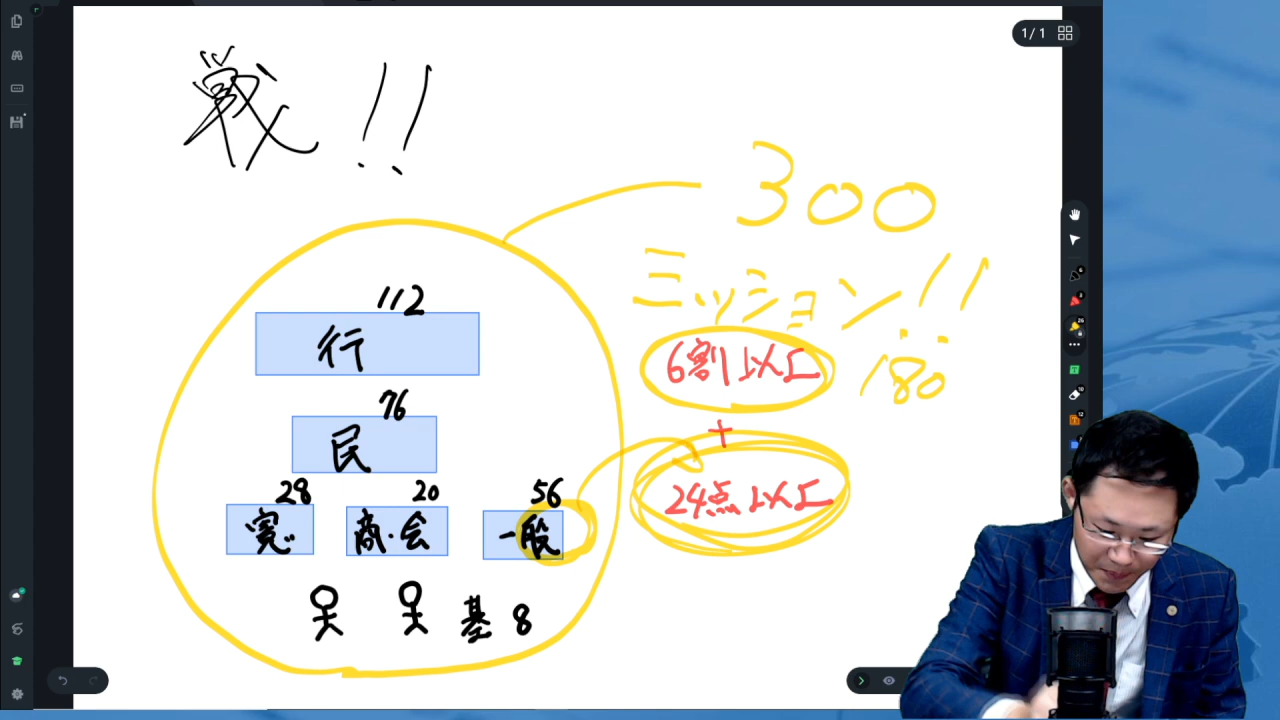 戦!!
1/1
300
ミッション!!
112
行
6割以上
180
76
民
+
24点以上
28
20
56
憲
商・会
一般
基 8